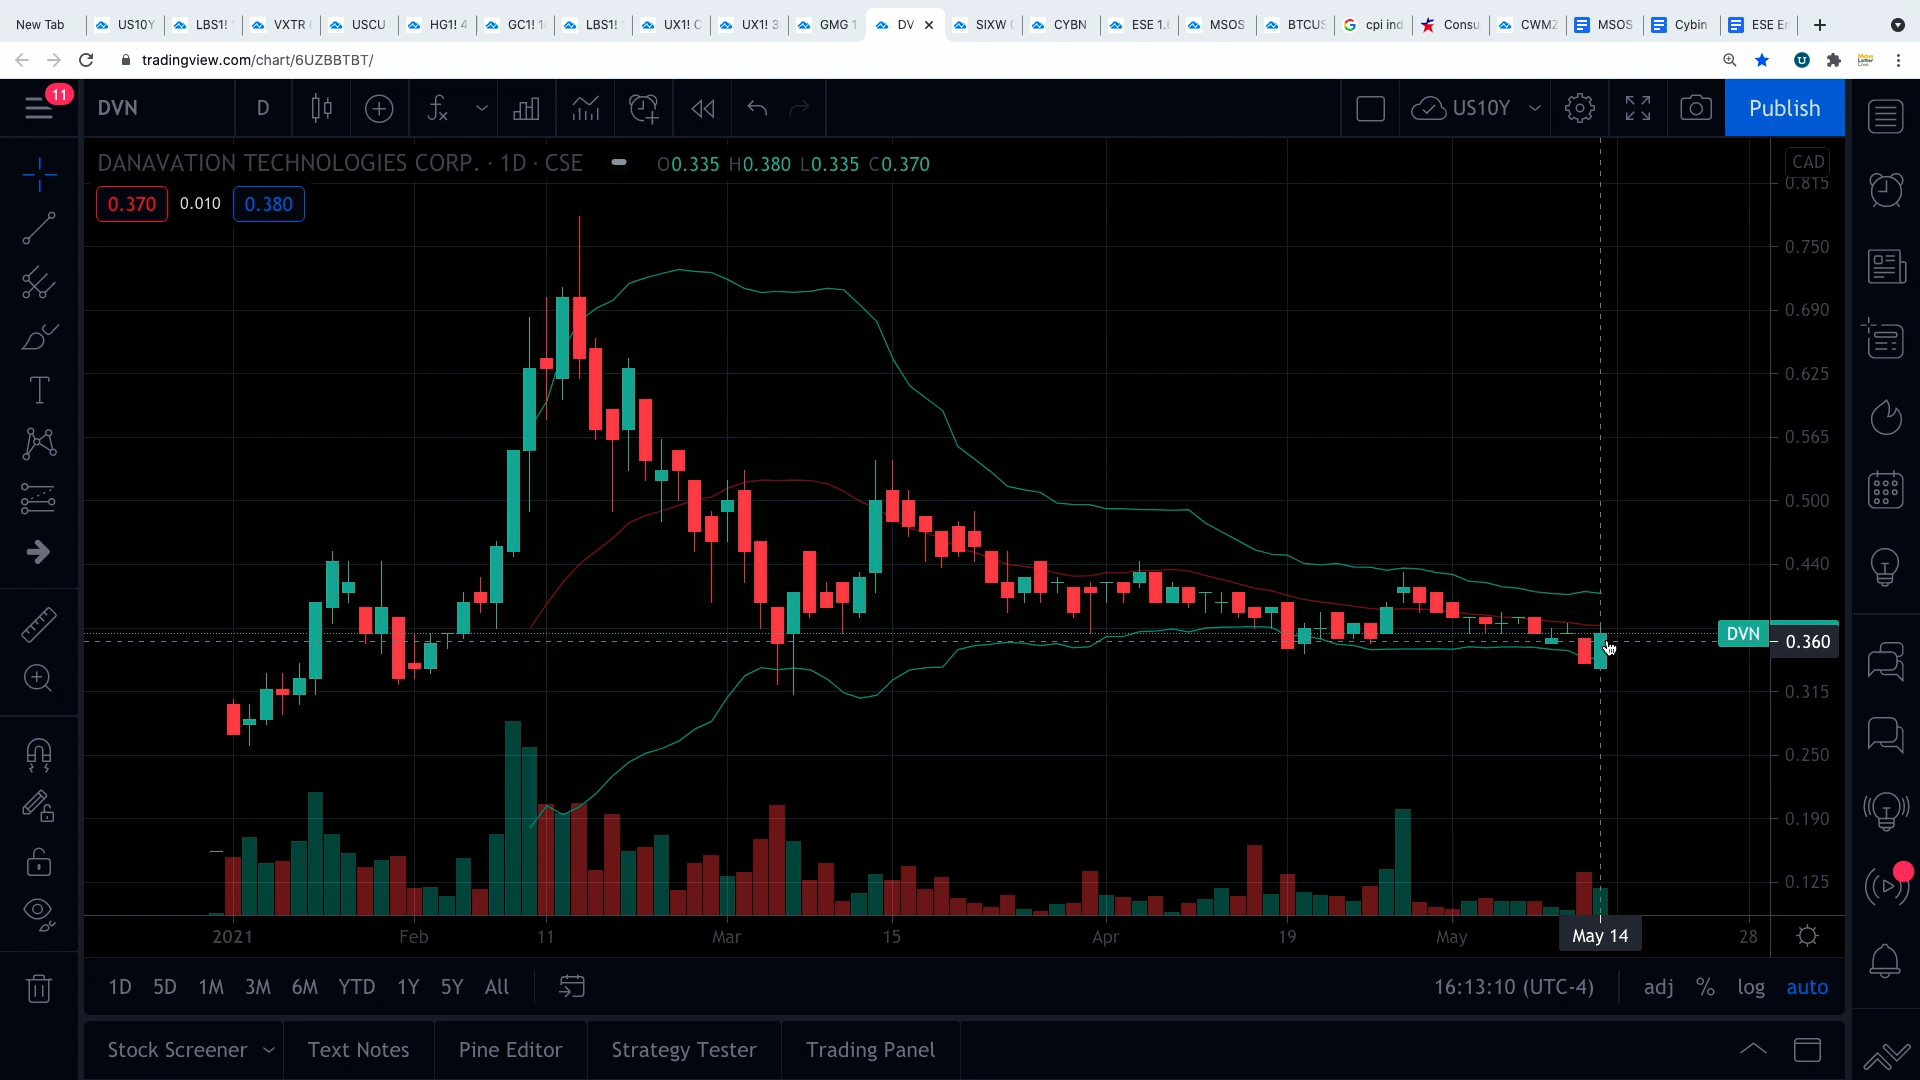 New Tab US10Y LBS1! VXTR USCU HG1! 4 GC1! 1 LBS1! UX1! C UX1! 3 GMG 1 DV SIXW CYBN ESE 1.6 MSOS BTCUS cpi ind Consu CWMZ MSOS Cybin ESE E
tradingview.com/chart/6UZBBTBT/
11 DVN D US10Y Publish
DANAVATION TECHNOLOGIES CORP. · 1D · CSE O0.335 H0.380 L0.335 C0.370
CAD
0.815
0.370 0.010 0.380
0.750
0.690
0.625
0.565
0.500
0.440
DVN 0.360
0.315
0.250
0.190
0.125
2021 Feb 11 Mar 15 Apr 19 May May 14 28
1D 5D 1M 3M 6M YTD 1Y 5Y All 16:13:10 (UTC-4) adj % log auto
Stock Screener Text Notes Pine Editor Strategy Tester Trading Panel